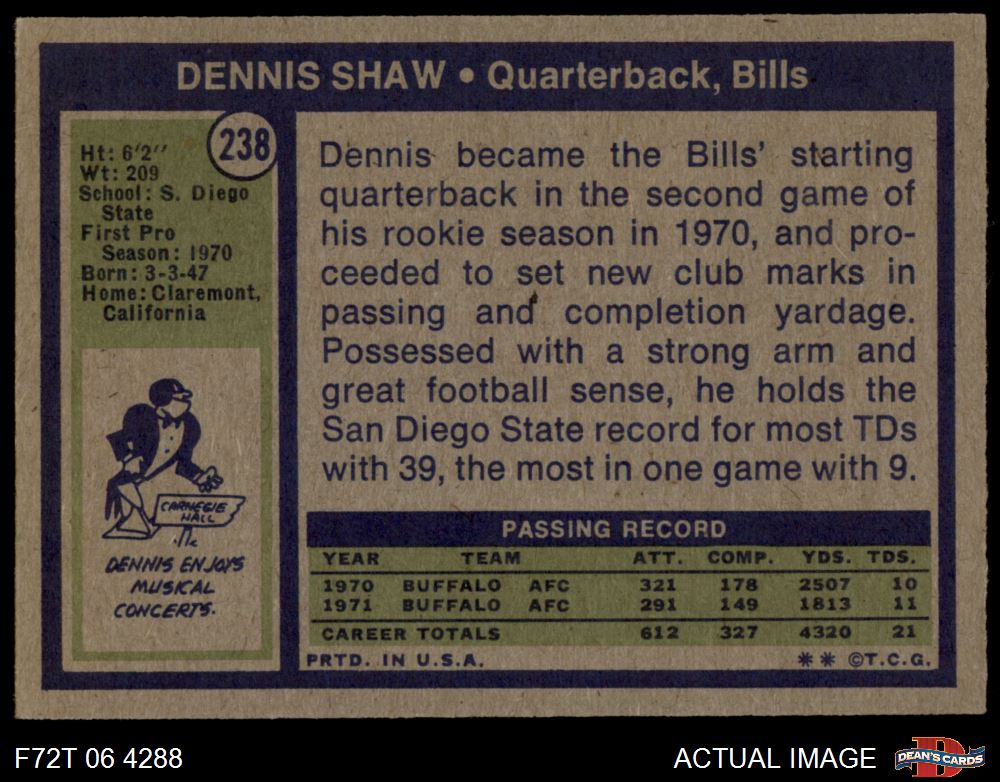 DENNIS SHAW • Quarterback, Bills
238
Ht: 6'2''
Wt: 209
School: S. Diego
State
First Pro
Season: 1970
Born: 3-3-47
Home: Claremont,
California
CARNEGIE
HALL
DENNIS ENJOYS
MUSICAL
CONCERTS.
Dennis became the Bills' starting
quarterback in the second game of
his rookie season in 1970, and pro-
ceeded to set new club marks in
passing and completion yardage.
Possessed with a strong arm and
great football sense, he holds the
San Diego State record for most TDs
with 39, the most in one game with 9.
PASSING RECORD
YEAR TEAM ATT. COMP. YDS. TDS.
1970 BUFFALO AFC 321 178 2507 10
1971 BUFFALO AFC 291 149 1813 11
CAREER TOTALS 612 327 4320 21
PRTD. IN U.S.A. ** ©T.C.G.
F72T 06 4288
ACTUAL IMAGE
D
DEAN'S CARDS